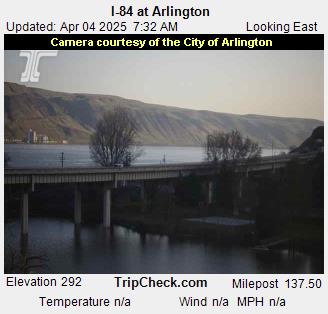 I-84 at Arlington
Updated: Apr 04 2025 7:32 AM Looking East
Camera courtesy of the City of Arlington
Elevation 292 TripCheck.com Milepost 137.50
Temperature n/a Wind n/a MPH n/a